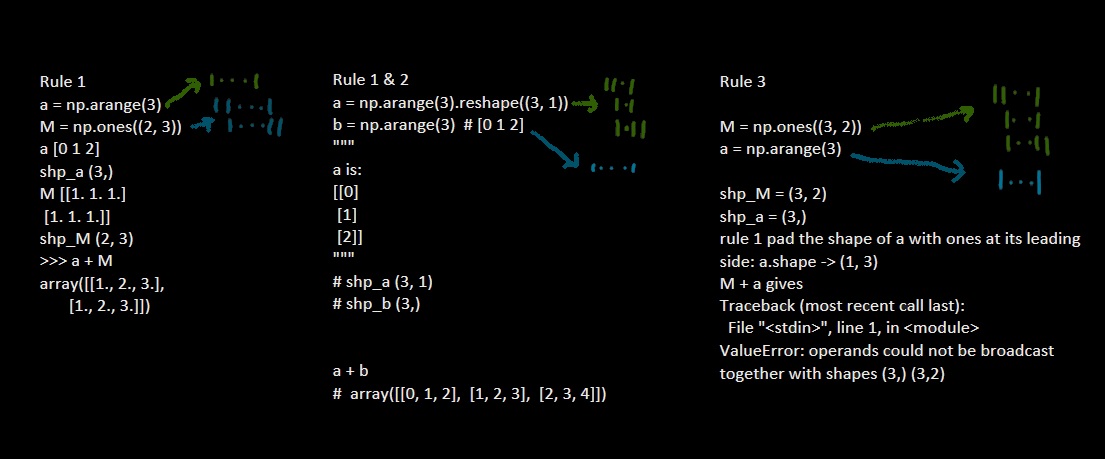 Rule 1
a = np.arange(3)
M = np.ones((2, 3))
a [0 1 2]
shp_a (3,)
M [[1. 1. 1.]
[1. 1. 1.]]
shp_M (2, 3)
>>> a + M
array([[1., 2., 3.],
[1., 2., 3.]])
Rule 1 & 2
a = np.arange(3).reshape((3, 1))
b = np.arange(3)  # [0 1 2]
"""
a is:
[[0]
[1]
[2]]
"""
# shp_a (3, 1)
# shp_b (3,)
a + b
#  array([[0, 1, 2],  [1, 2, 3],  [2, 3, 4]])
Rule 3
M = np.ones((3, 2))
a = np.arange(3)
shp_M = (3, 2)
shp_a = (3,)
rule 1 pad the shape of a with ones at its leading
side: a.shape -> (1, 3)
M + a gives
Traceback (most recent call last):
File "<stdin>", line 1, in <module>
ValueError: operands could not be broadcast
together with shapes (3,) (3,2)